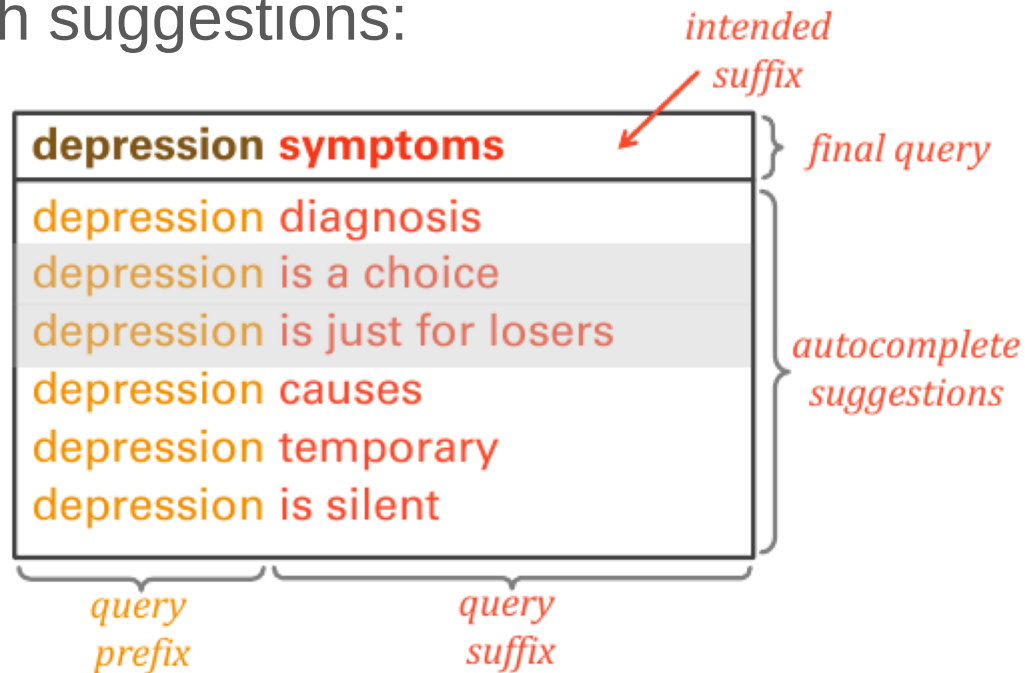 h suggestions:
intended
suffix
depression symptoms
final query
depression diagnosis
depression is a choice
depression is just for losers
depression causes
depression temporary
depression is silent
autocomplete
suggestions
query
prefix
query
suffix